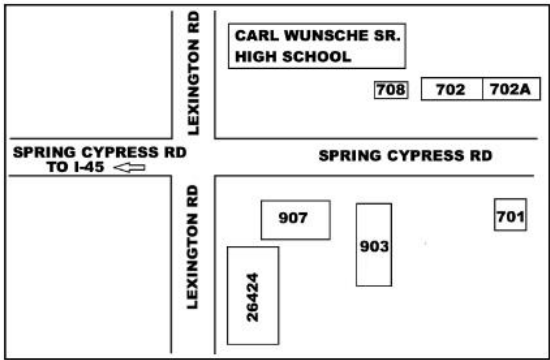 LEXINGTON RD
CARL WUNSCHE SR.
HIGH SCHOOL
708
702
702A
SPRING CYPRESS RD
TO I-45
SPRING CYPRESS RD
LEXINGTON RD
907
903
701
26424